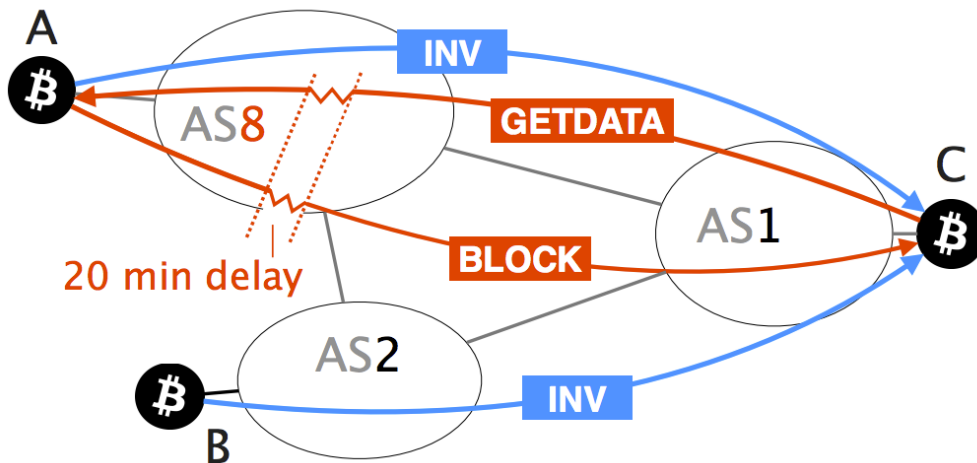 A
INV
AS8
GETDATA
C
AS1
BLOCK
20 min delay
AS2
INV
B